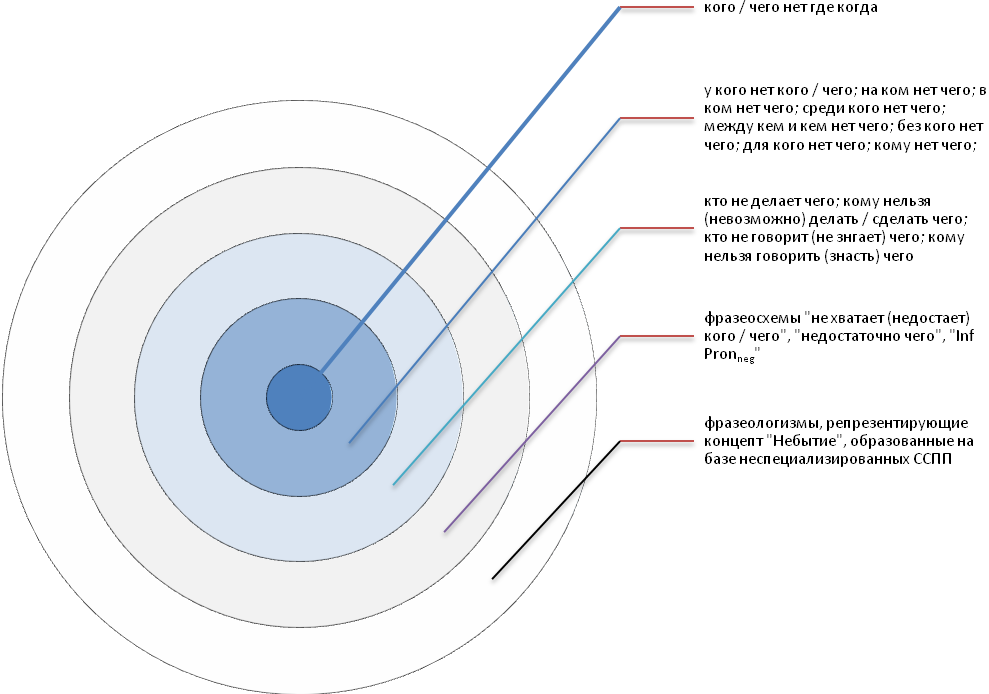 кого / чего нет где когда
у кого нет кого / чего; на ком нет чего; в
ком нет чего; среди кого нет чего;
между кем и кем нет чего; без кого нет
чего; для кого нет чего; кому нет чего;
кто не делает чего; кому нельзя
(невозможно) делать / сделать чего;
кто не говорит (не знгает) чего; кому
нельзя говорить (знасть) чего
фразеосхемы "не хватает (недостает)
кого / чего", "недостаточно чего", "Inf
Pronneg"
фразеологизмы, репрезентирующие
концепт "Небытие", образованные на
базе неспециализированных ССПП